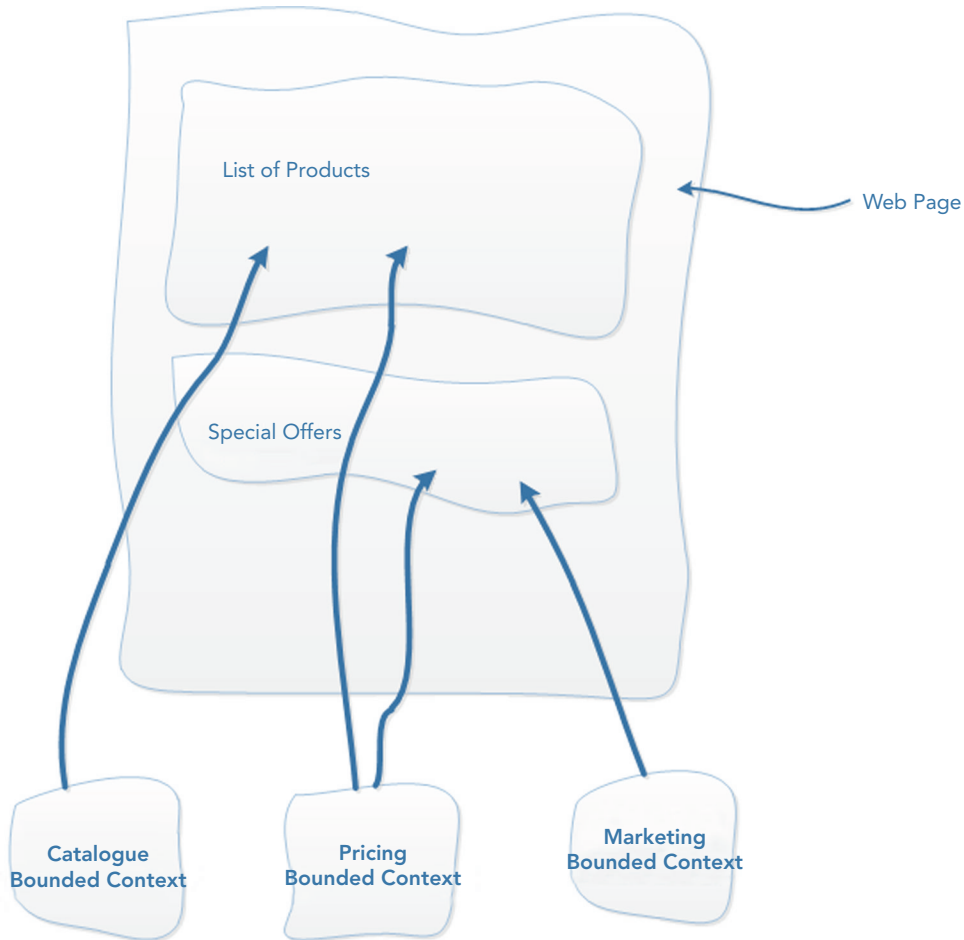 List of Products
Web Page
Special Offers
Catalogue
Bounded Context
Pricing
Bounded Context
Marketing
Bounded Context